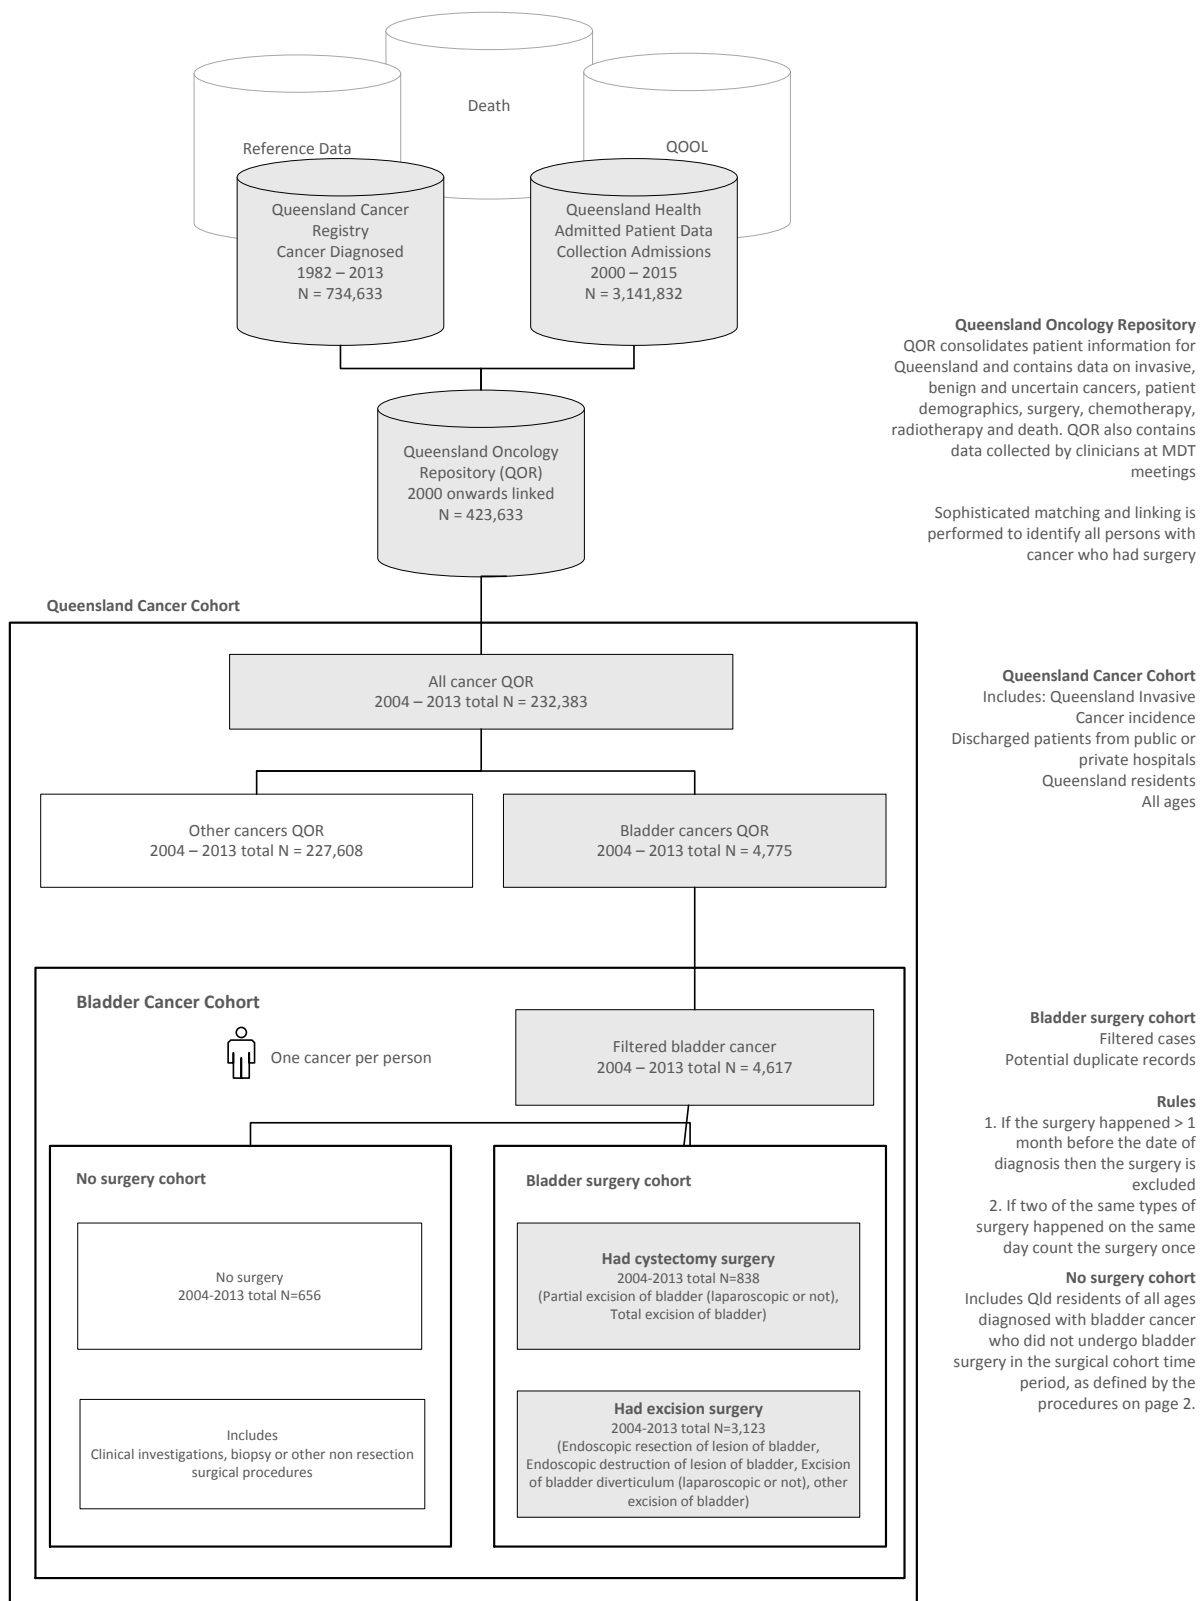 Death
Reference Data
QOOL
Queensland Cancer
Registry
Cancer Diagnosed
1982 – 2013
N = 734,633
Queensland Health
Admitted Patient Data
Collection Admissions
2000 – 2015
N = 3,141,832
Queensland Oncology Repository
QOR consolidates patient information for
Queensland and contains data on invasive,
benign and uncertain cancers, patient
demographics, surgery, chemotherapy,
radiotherapy and death. QOR also contains
data collected by clinicians at MDT
meetings
Sophisticated matching and linking is
performed to identify all persons with
cancer who had surgery
Queensland Oncology
Repository (QOR)
2000 onwards linked
N = 423,633
Queensland Cancer Cohort
All cancer QOR
2004 – 2013 total N = 232,383
Queensland Cancer Cohort
Includes: Queensland Invasive
Cancer incidence
Discharged patients from public or
private hospitals
Queensland residents
All ages
Other cancers QOR
2004 – 2013 total N = 227,608
Bladder cancers QOR
2004 – 2013 total N = 4,775
Bladder Cancer Cohort
One cancer per person
Filtered bladder cancer
2004 – 2013 total N = 4,617
Bladder surgery cohort
Filtered cases
Potential duplicate records
Rules
1. If the surgery happened > 1
month before the date of
diagnosis then the surgery is
excluded
2. If two of the same types of
surgery happened on the same
day count the surgery once
No surgery cohort
Includes Qld residents of all ages
diagnosed with bladder cancer
who did not undergo bladder
surgery in the surgical cohort time
period, as defined by the
procedures on page 2.
No surgery cohort
No surgery
2004-2013 total N=656
Includes
Clinical investigations, biopsy or other non resection
surgical procedures
Bladder surgery cohort
Had cystectomy surgery
2004-2013 total N=838
(Partial excision of bladder (laparoscopic or not),
Total excision of bladder)
Had excision surgery
2004-2013 total N=3,123
(Endoscopic resection of lesion of bladder,
Endoscopic destruction of lesion of bladder, Excision
of bladder diverticulum (laparoscopic or not), other
excision of bladder)